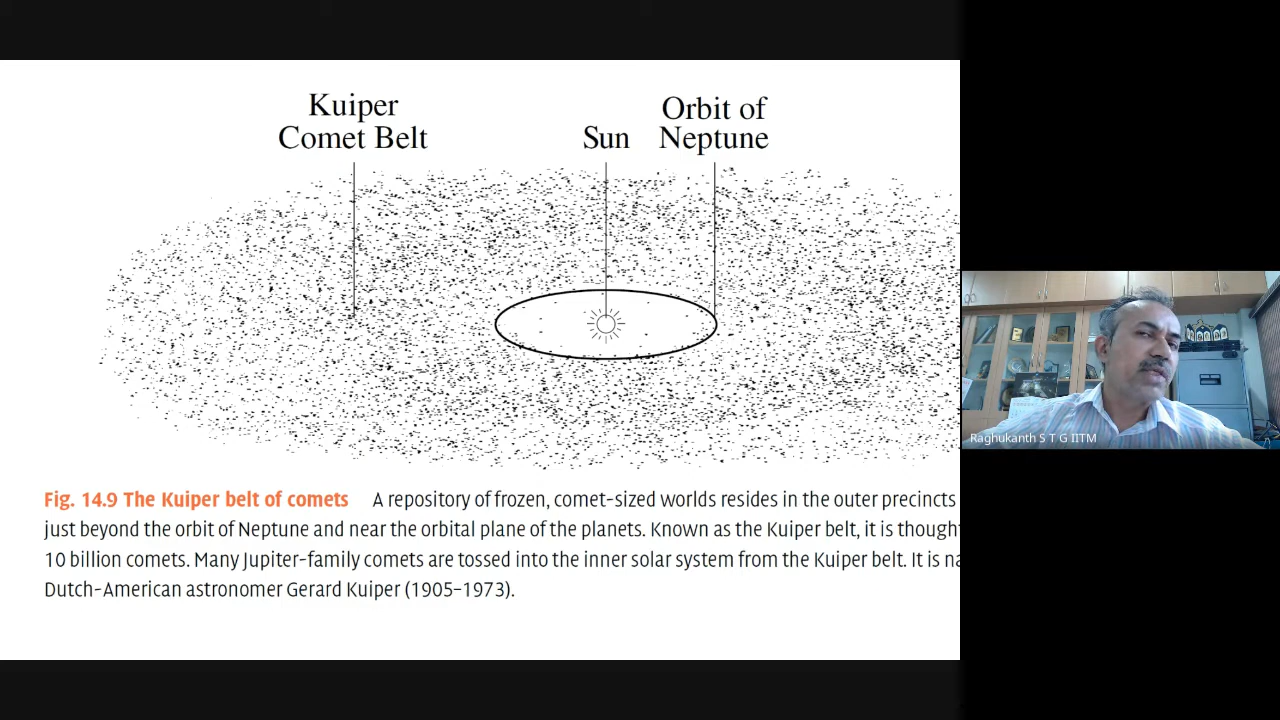 Kuiper
Comet Belt
Sun
Orbit of
Neptune
Fig. 14.9 The Kuiper belt of comets A repository of frozen, comet-sized worlds resides in the outer precincts
just beyond the orbit of Neptune and near the orbital plane of the planets. Known as the Kuiper belt, it is though
10 billion comets. Many Jupiter-family comets are tossed into the inner solar system from the Kuiper belt. It is na
Dutch-American astronomer Gerard Kuiper (1905–1973).
Raghukanth S T G IITM